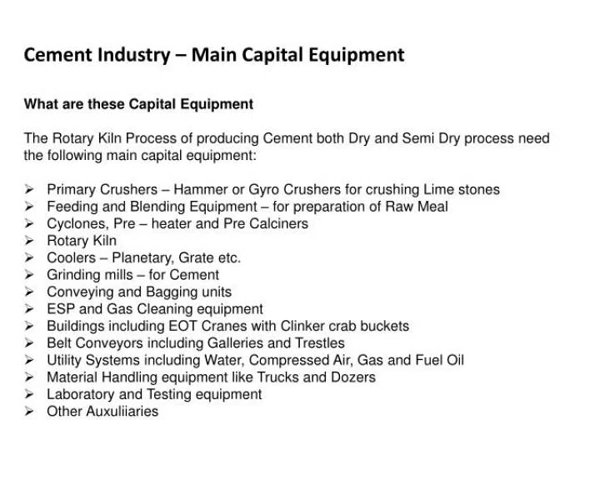 Cement Industry – Main Capital Equipment
What are these Capital Equipment
The Rotary Kiln Process of producing Cement both Dry and Semi Dry process need
the following main capital equipment:
➢ Primary Crushers – Hammer or Gyro Crushers for crushing Lime stones
➢ Feeding and Blending Equipment – for preparation of Raw Meal
➢ Cyclones, Pre – heater and Pre Calciners
➢ Rotary Kiln
➢ Coolers – Planetary, Grate etc.
➢ Grinding mills – for Cement
➢ Conveying and Bagging units
➢ ESP and Gas Cleaning equipment
➢ Buildings including EOT Cranes with Clinker crab buckets
➢ Belt Conveyors including Galleries and Trestles
➢ Utility Systems including Water, Compressed Air, Gas and Fuel Oil
➢ Material Handling equipment like Trucks and Dozers
➢ Laboratory and Testing equipment
➢ Other Auxuliiaries